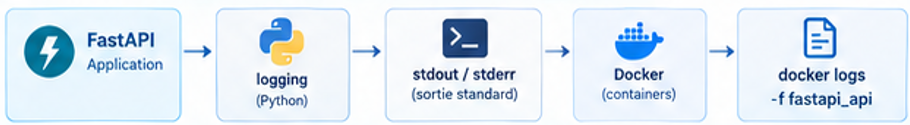 FastAPI
Application
logging
(Python)
stdout / stderr
(sortie standard)
Docker
(containers)
docker logs
-f fastapi_api